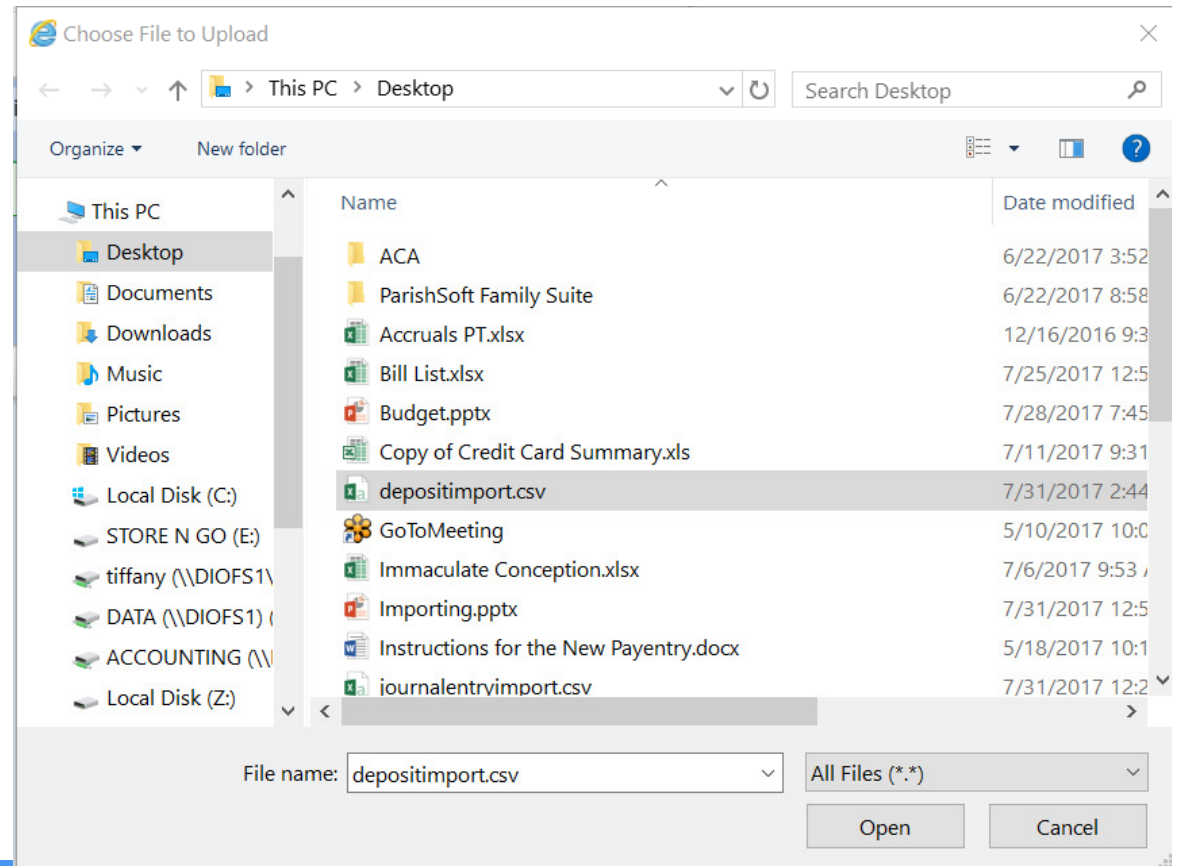 Choose File to Upload
This PC > Desktop
Search Desktop
Organize
New folder
?
This PC
Desktop
Documents
Downloads
Music
Pictures
Videos
Local Disk (C:)
STORE N GO (E:)
tiffany (\\DIOFS1\
DATA (\\DIOFS1) (
ACCOUNTING (\\
Local Disk (Z:)
Name Date modified
ACA 6/22/2017 3:52
ParishSoft Family Suite 6/22/2017 8:58
Accruals PT.xlsx 12/16/2016 9:3
Bill List.xlsx 7/25/2017 12:5
Budget.pptx 7/28/2017 7:45
Copy of Credit Card Summary.xls 7/11/2017 9:31
depositimport.csv 7/31/2017 2:44
GoToMeeting 5/10/2017 10:0
Immaculate Conception.xlsx 7/6/2017 9:53
Importing.pptx 7/31/2017 12:5
Instructions for the New Payentry.docx 5/18/2017 10:1
journalentryimport.csv 7/31/2017 12:2
File name: depositimport.csv
All Files (*.*)
Open
Cancel